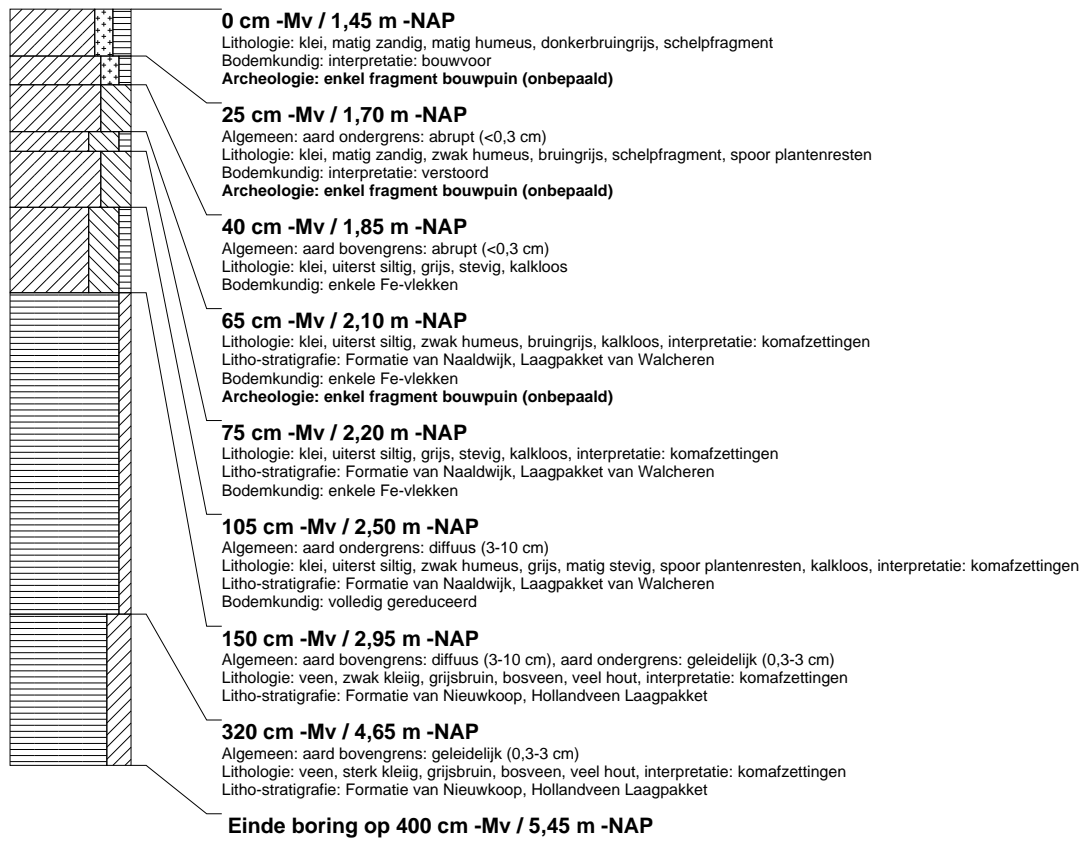 0 cm -Mv / 1,45 m -NAP
Lithologie: klei, matig zandig, matig humeus, donkerbruingrijs, schelpfragment
Bodemkundig: interpretatie: bouwvoor
Archeologie: enkel fragment bouwpuin (onbepaald)
25 cm -Mv / 1,70 m -NAP
Algemeen: aard ondergrens: abrupt (<0,3 cm)
Lithologie: klei, matig zandig, zwak humeus, bruingrijs, schelpfragment, spoor plantenresten
Bodemkundig: interpretatie: verstoord
Archeologie: enkel fragment bouwpuin (onbepaald)
40 cm -Mv / 1,85 m -NAP
Algemeen: aard bovengrens: abrupt (<0,3 cm)
Lithologie: klei, uiterst siltig, grijs, stevig, kalkloos
Bodemkundig: enkele Fe-vlekken
65 cm -Mv / 2,10 m -NAP
Lithologie: klei, uiterst siltig, zwak humeus, bruingrijs, kalkloos, interpretatie: komafzettingen
Litho-stratigrafie: Formatie van Naaldwijk, Laagpakket van Walcheren
Bodemkundig: enkele Fe-vlekken
Archeologie: enkel fragment bouwpuin (onbepaald)
75 cm -Mv / 2,20 m -NAP
Lithologie: klei, uiterst siltig, grijs, stevig, kalkloos, interpretatie: komafzettingen
Litho-stratigrafie: Formatie van Naaldwijk, Laagpakket van Walcheren
Bodemkundig: enkele Fe-vlekken
105 cm -Mv / 2,50 m -NAP
Algemeen: aard ondergrens: diffuus (3-10 cm)
Lithologie: klei, uiterst siltig, zwak humeus, grijs, matig stevig, spoor plantenresten, kalkloos, interpretatie: komafzettingen
Litho-stratigrafie: Formatie van Naaldwijk, Laagpakket van Walcheren
Bodemkundig: volledig gereduceerd
150 cm -Mv / 2,95 m -NAP
Algemeen: aard bovengrens: diffuus (3-10 cm), aard ondergrens: geleidelijk (0,3-3 cm)
Lithologie: veen, zwak kleiig, grijsbruin, bosveen, veel hout, interpretatie: komafzettingen
Litho-stratigrafie: Formatie van Nieuwkoop, Hollandveen Laagpakket
320 cm -Mv / 4,65 m -NAP
Algemeen: aard bovengrens: geleidelijk (0,3-3 cm)
Lithologie: veen, sterk kleiig, grijsbruin, bosveen, veel hout, interpretatie: komafzettingen
Litho-stratigrafie: Formatie van Nieuwkoop, Hollandveen Laagpakket
Einde boring op 400 cm -Mv / 5,45 m -NAP